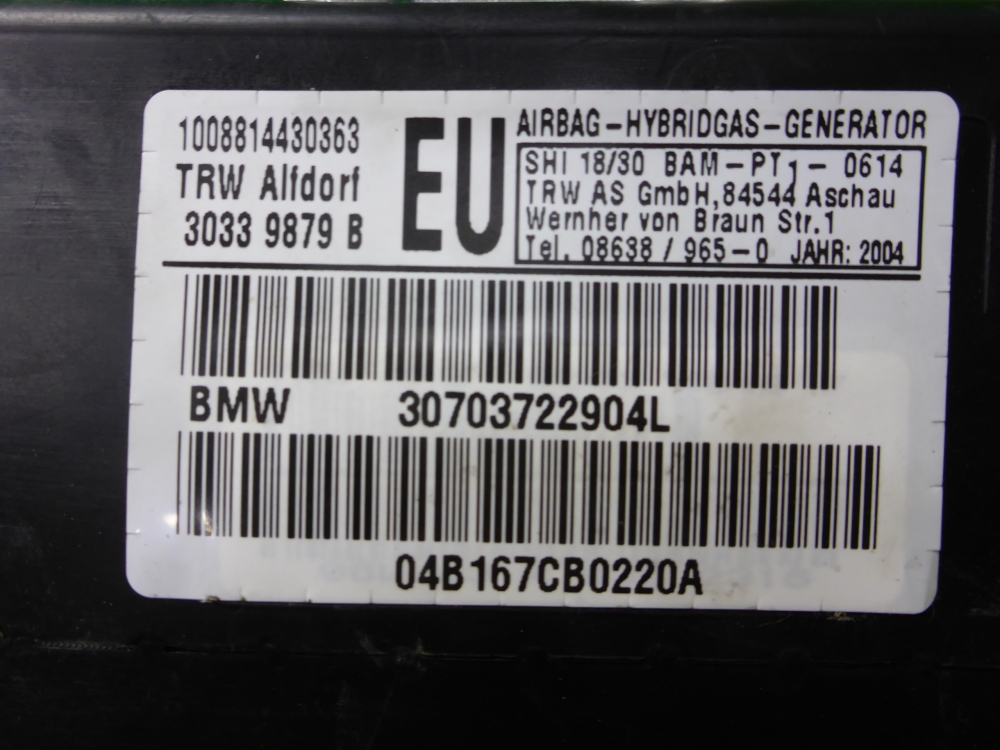 1008814430363
TRW Alfdorf
3033 9879 B
EU
AIRBAG-HYBRIDGAS-GENERATOR
SHI 18/30 BAM-PT1-0614
TRW AS GmbH,84544 Aschau
Wernher von Braun Str.1
Tel. 08638 / 965-0 JAHR: 2004
BMW 30703722904L
04B167CB0220A